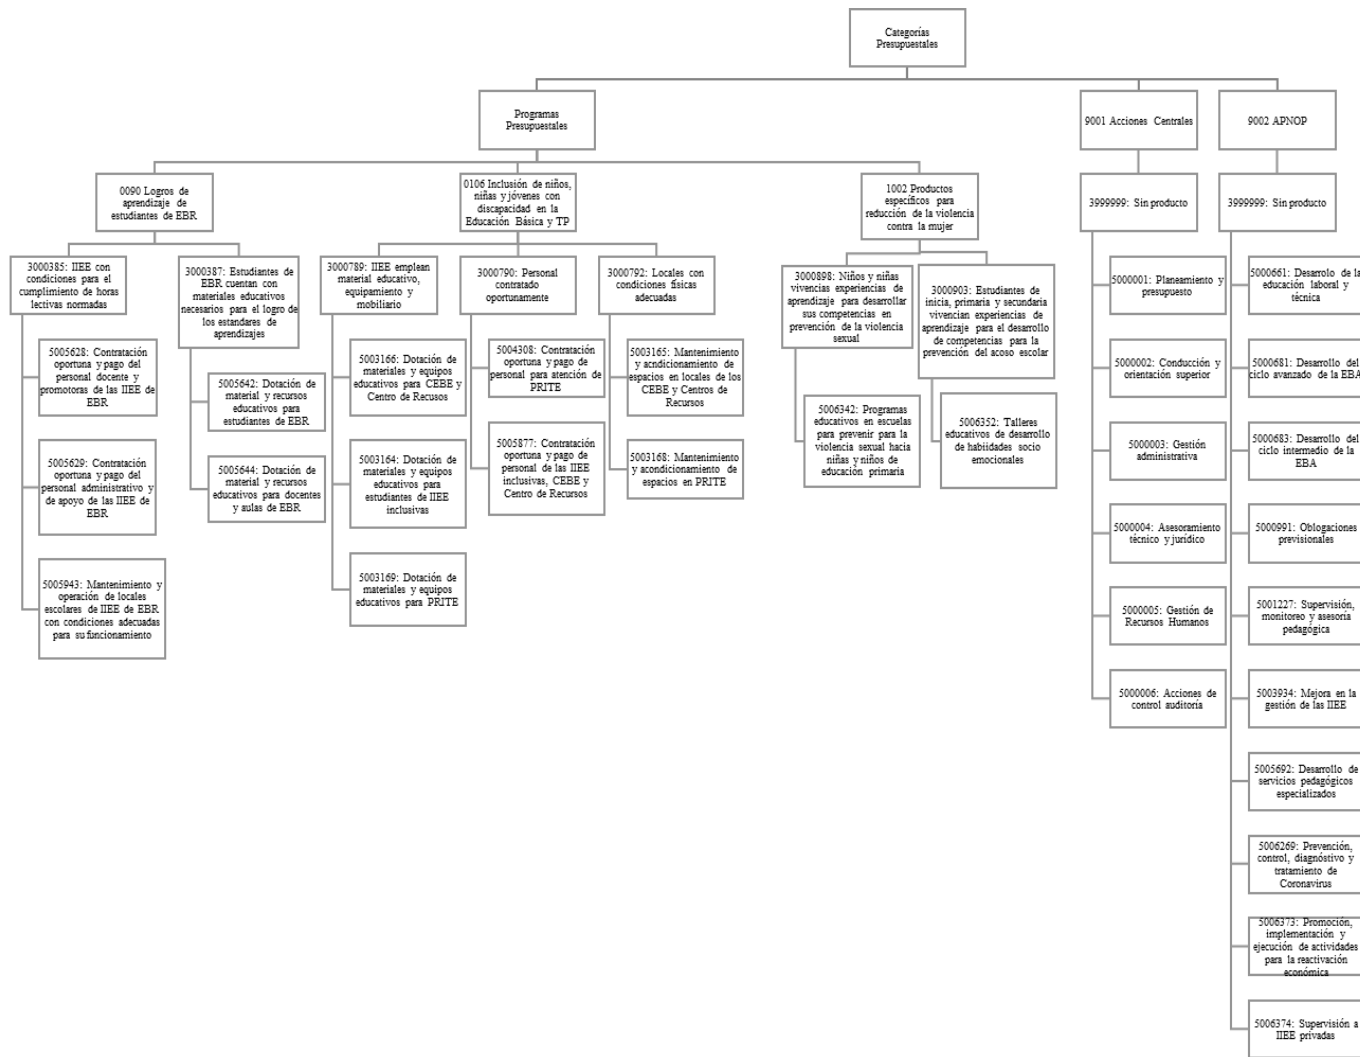 Categorías
Presupuestales
Programas
Presupuestales
9001 Acciones Centrales
9002 APNOP
0090 Logros de
aprendizaje de
estudiantes de EBR
0106 Inclusión de niños,
niñas y jóvenes con
discapacidad en la
Educación Básica y TP
1002 Productos
específicos para
reducción de la violencia
contra la mujer
3999999: Sin producto
3999999: Sin producto
3000385: IIEE con
condiciones para el
cumplimiento de horas
lectivas normadas
3000387: Estudiantes de
EBR cuentan con
materiales educativos
necesarios para el logro de
los estandares de
aprendizajes
3000789: IIEE emplean
material educativo,
equipamiento y
mobiliario
3000790: Personal
contratado
oportunamente
3000792: Locales con
condiciones físicas
adecuadas
3000898: Niños y niñas
vivencias experiencias de
aprendizaje para desarrollar
sus competencias en
prevención de la violencia
sexual
3000903: Estudiantes de
inicia, primaria y secundaria
vivencian experiencias de
aprendizaje para el desarrollo
de competencias para la
prevención del acoso escolar
5005628: Contratación
oportuna y pago del
personal docente y
promotoras de las IIEE de
EBR
5005629: Contratación
oportuna y pago del
personal administrativo y
de apoyo de las IIEE de
EBR
5005943: Mantenimiento y
operación de locales
escolares de IIEE de EBR
con condiciones adecuadas
para su funcionamiento
5005642: Dotación de
material y recursos
educativos para
estudiantes de EBR
5005644: Dotación de
material y recursos
educativos para docentes
y aulas de EBR
5003166: Dotación de
materiales y equipos
educativos para CEBE y
Centro de Recusos
5003164: Dotación de
materiales y equipos
educativos para
estudiantes de IIEE
inclusivas
5003169: Dotación de
materiales y equipos
educativos para PRITE
5004308: Contratación
oportuna y pago de
personal para atención de
PRITE
5005877: Contratación
oportuna y pago de
personal de las IIEE
inclusivas, CEBE y
Centro de Recursos
5003165: Mantenimiento
y acndicionamiento de
espacios en locales de los
CEBE y Centros de
Recursos
5003168: Mantenimiento
y acondicionamiento de
espacios en PRITE
5006342: Programas
educativos en escuelas
para prevenir para la
violencia sexual hacia
niñas y niños de
educación primaria
5006352: Talleres
educativos de desarrollo
de habiidades socio
emocionales
5000001: Planeamiento y
presupuesto
5000002: Conducción y
orientación superior
5000003: Gestión
administrativa
5000004: Asesoramiento
técnico y jurídico
5000005: Gestión de
Recursos Humanos
5000006: Acciones de
control auditoría
5000661: Desarrolo de la
educación laboral y
técnica
5000681: Desarrollo del
ciclo avanzado de la EBA
5000683: Desarrollo del
ciclo intermedio de la
EBA
5000991: Oblogaciones
previsionales
5001227: Supervisión,
monitoreo y asesoría
pedagógica
5003934: Mejora en la
gestión de las IIEE
5005692: Desarrollo de
servicios pedagógicos
especializados
5006269: Prevención,
control, diagnóstivo y
tratamiento de
Coronavirus
5006373: Promoción,
implementación y
ejecución de actividades
para la reactivación
económica
5006374: Supervisión a
IIEE privadas